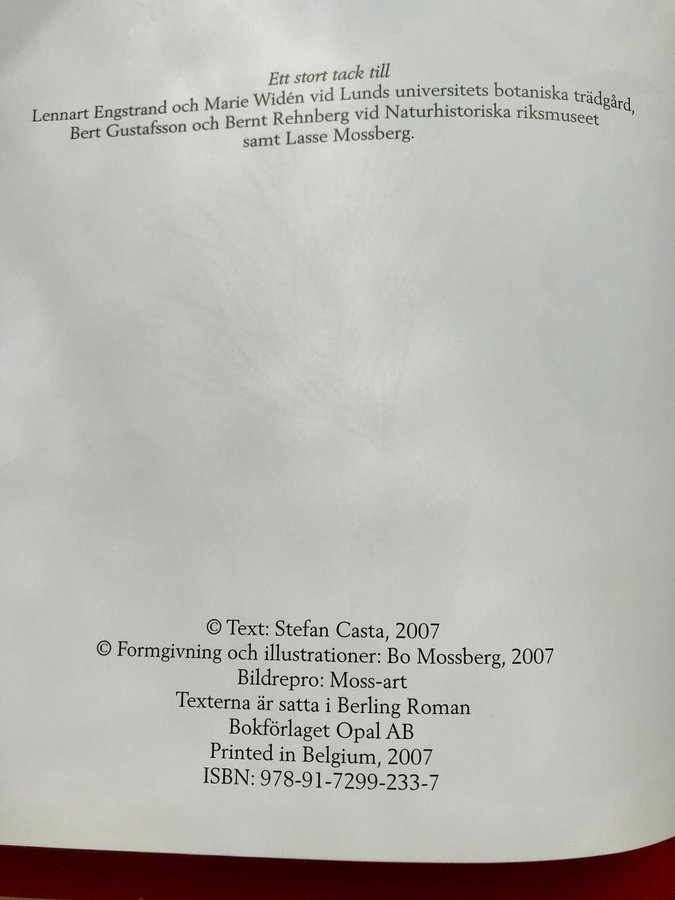 Ett stort tack till
Lennart Engstrand och Marie Widén vid Lunds universitets botaniska trädgård,
Bert Gustafsson och Bernt Rehnberg vid Naturhistoriska riksmuseet
samt Lasse Mossberg.
© Text: Stefan Casta, 2007
© Formgivning och illustrationer: Bo Mossberg, 2007
Bildrepro: Moss-art
Texterna är satta i Berling Roman
Bokförlaget Opal AB
Printed in Belgium, 2007
ISBN: 978-91-7299-233-7